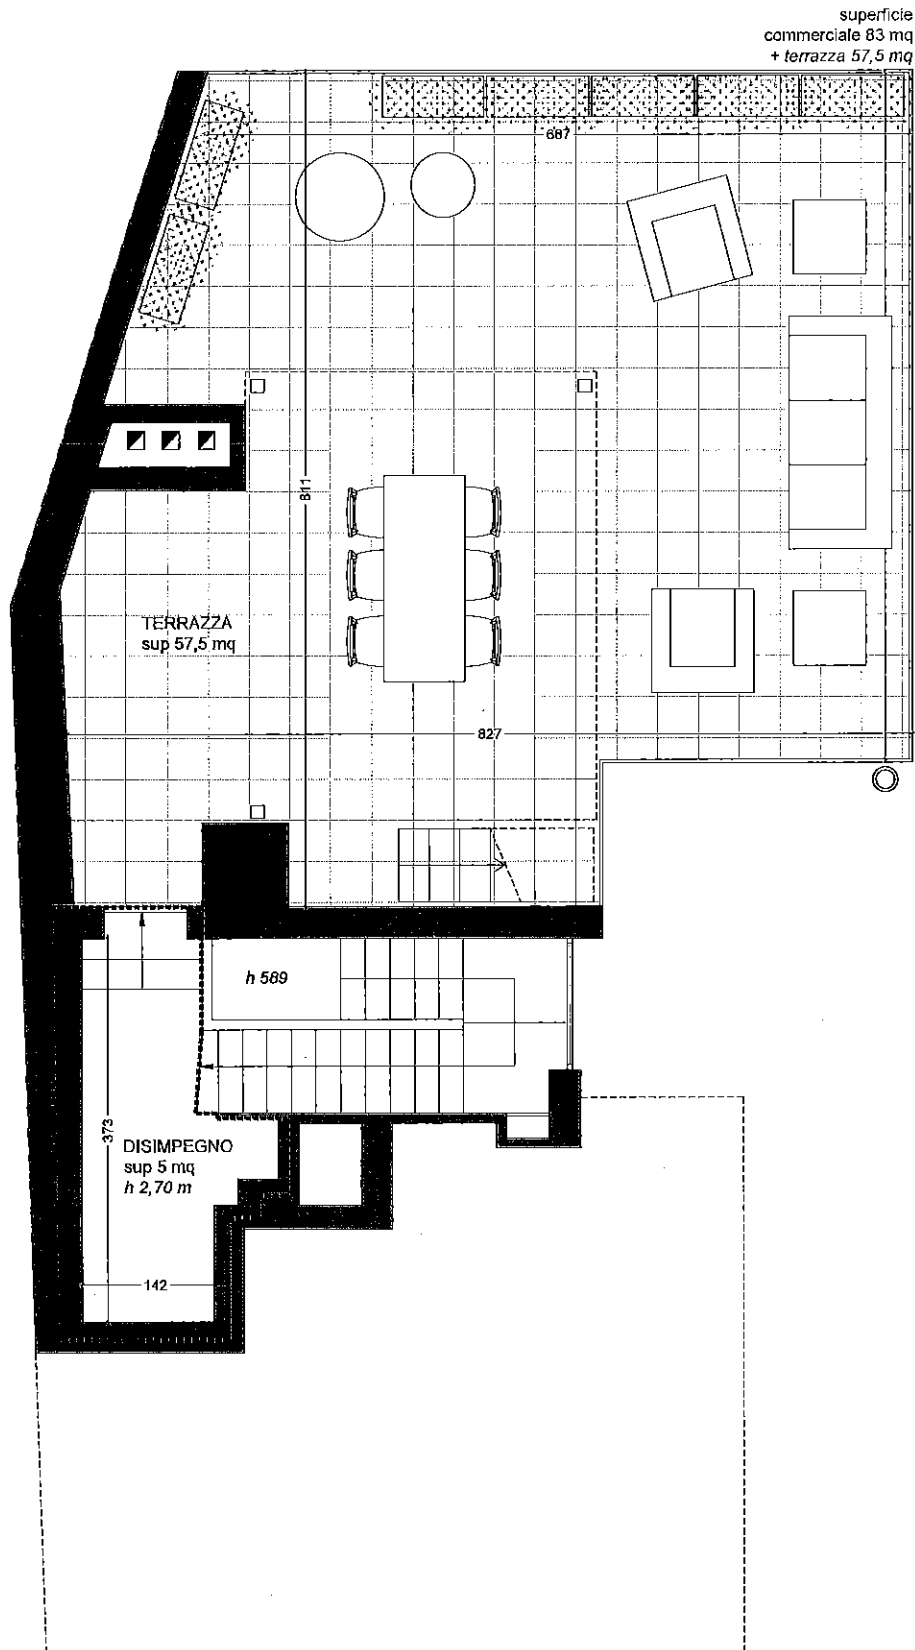 superficie
commerciale 83 mq
+ terrazza 57,5 mq
687
811
TERRAZZA
sup 57,5 mq
827
h 589
373
DISIMPEGNO
sup 5 mq
h 2,70 m
142